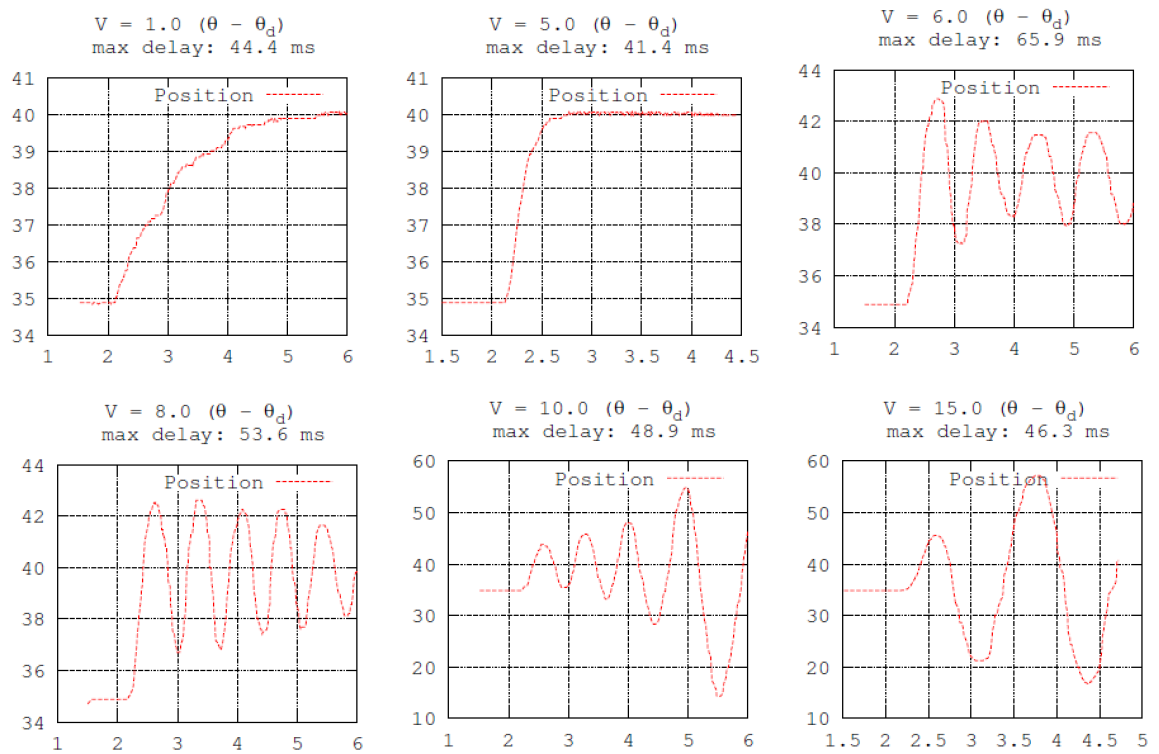 V = 1.0 (θ - θd)
max delay: 44.4 ms
41
40
39
38
37
36
35
34
Position
1 2 3 4 5 6
V = 5.0 (θ - θd)
max delay: 41.4 ms
41
40
39
38
37
36
35
34
Position
1.5 2 2.5 3 3.5 4 4.5
V = 6.0 (θ - θd)
max delay: 65.9 ms
44
42
40
38
36
34
Position
1 2 3 4 5 6
V = 8.0 (θ - θd)
max delay: 53.6 ms
44
42
40
38
36
34
Position
1 2 3 4 5 6
V = 10.0 (θ - θd)
max delay: 48.9 ms
60
50
40
30
20
10
Position
1 2 3 4 5 6
V = 15.0 (θ - θd)
max delay: 46.3 ms
60
50
40
30
20
10
Position
1.5 2 2.5 3 3.5 4 4.5 5